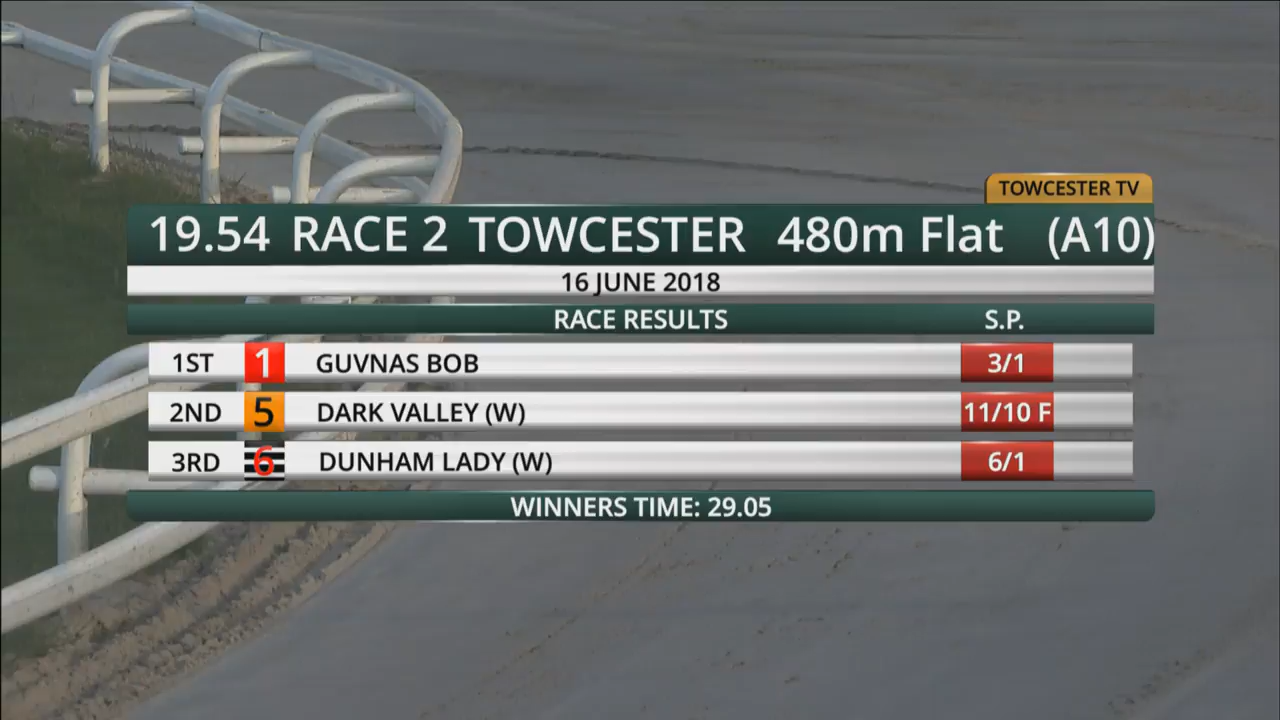 TOWCESTER TV
19.54 RACE 2 TOWCESTER 480m Flat (A10)
16 JUNE 2018
RACE RESULTS S.P.
1ST 1 GUVNAS BOB 3/1
2ND 5 DARK VALLEY (W) 11/10 F
3RD 6 DUNHAM LADY (W) 6/1
WINNERS TIME: 29.05